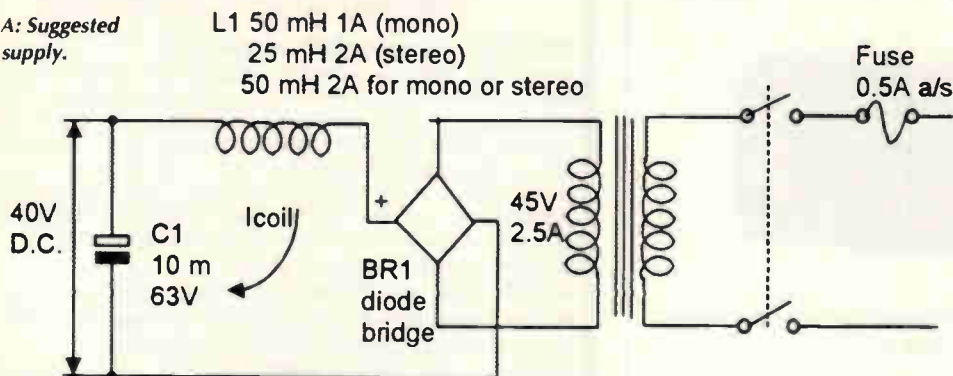 A: Suggested
supply.
L1 50 mH 1A (mono)
25 mH 2A (stereo)
50 mH 2A for mono or stereo
Fuse
0.5A a/s
40V
D.C.
C1
10 m
63V
Icoil
+
BR1
diode
bridge
45V
2.5A